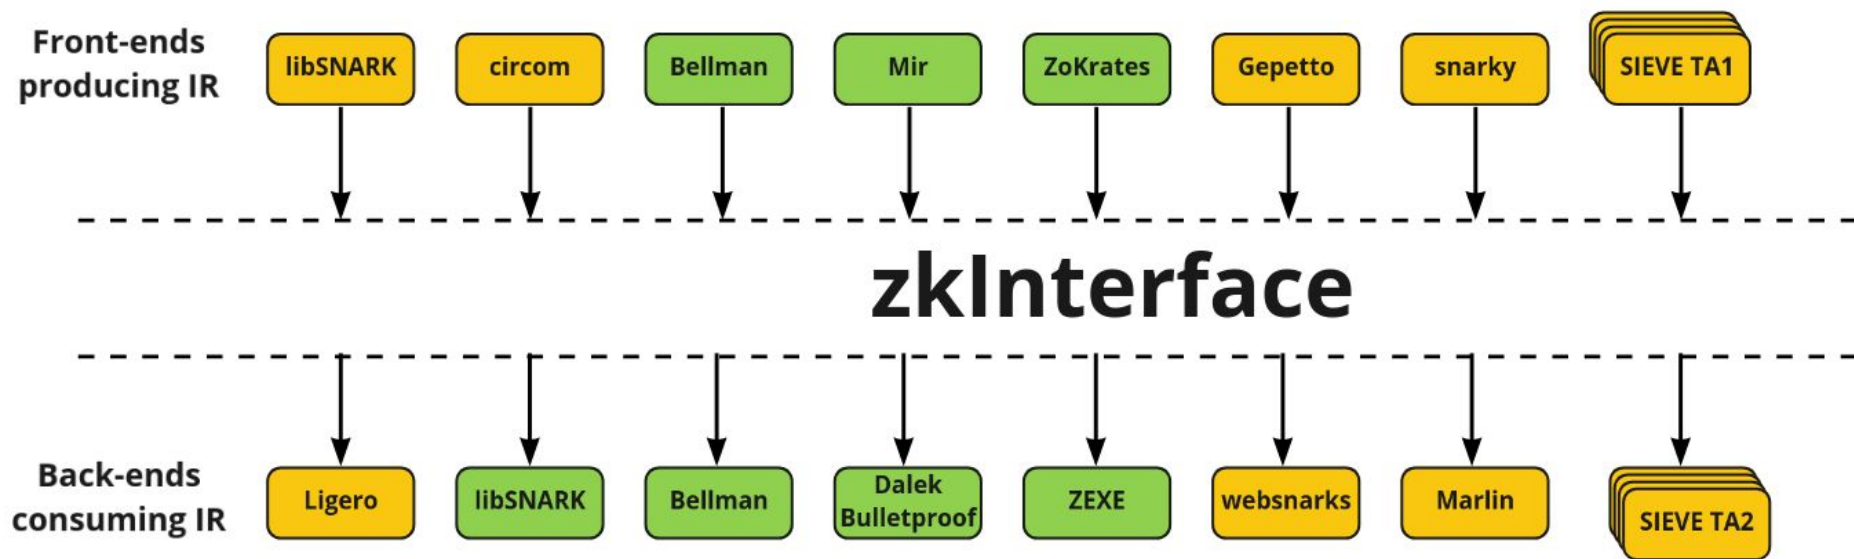 Front-ends
producing IR
libSNARK
circom
Bellman
Mir
ZoKrates
Gepetto
snarky
SIEVE TA1
zkInterface
Back-ends
consuming IR
Ligero
libSNARK
Bellman
Dalek
Bulletproof
ZEXE
websnarks
Marlin
SIEVE TA2